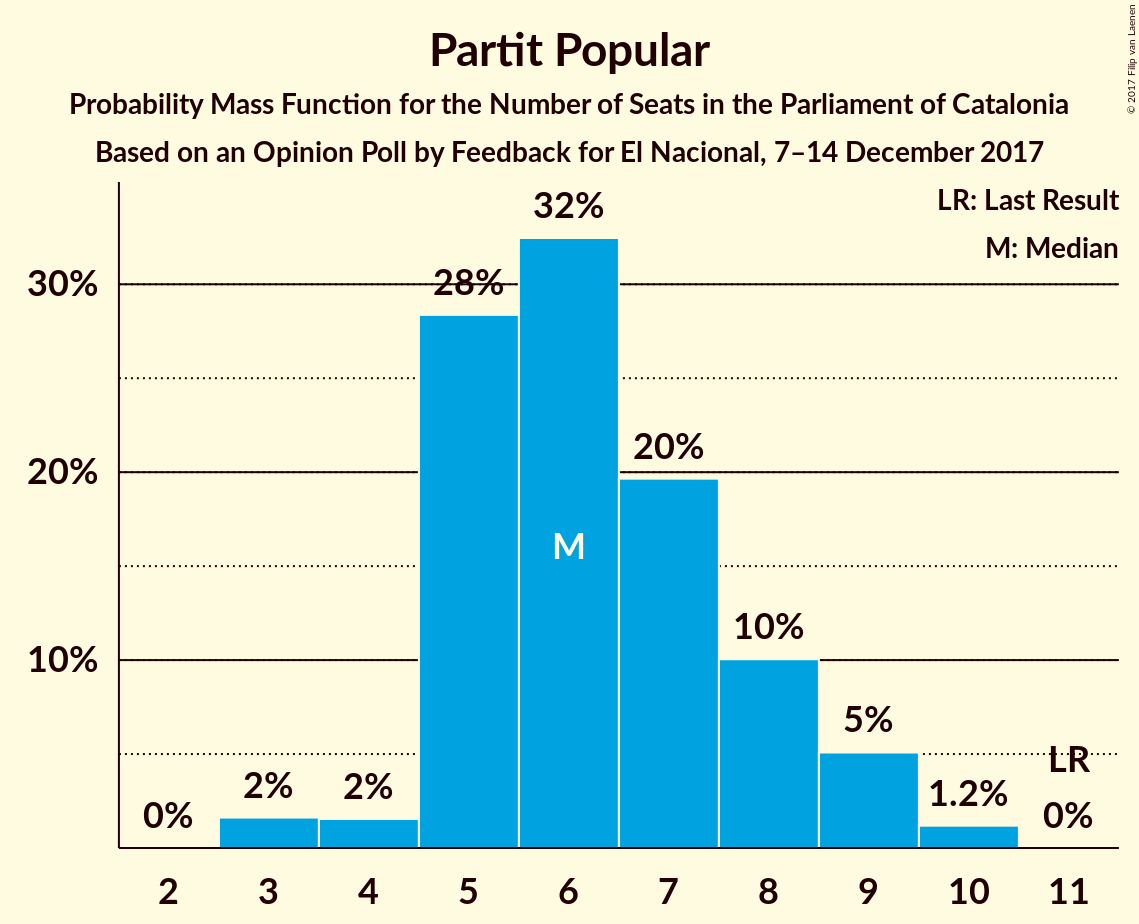 Partit Popular
Probability Mass Function for the Number of Seats in the Parliament of Catalonia
Based on an Opinion Poll by Feedback for El Nacional, 7–14 December 2017
© 2017 Filip van Laenen
LR: Last Result
M: Median
30%
20%
10%
0%
2%
2%
28%
32%
M
20%
10%
5%
1.2%
LR
0%
2 3 4 5 6 7 8 9 10 11